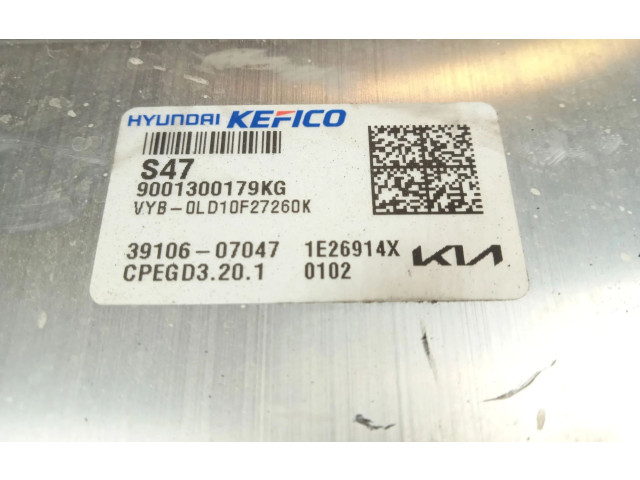 HYUNDAI KEFICO
S47
9001300179KG
VYB-0LD10F27260K
39106-07047 1E26914X KIA
CPEGD3.20.1 0102